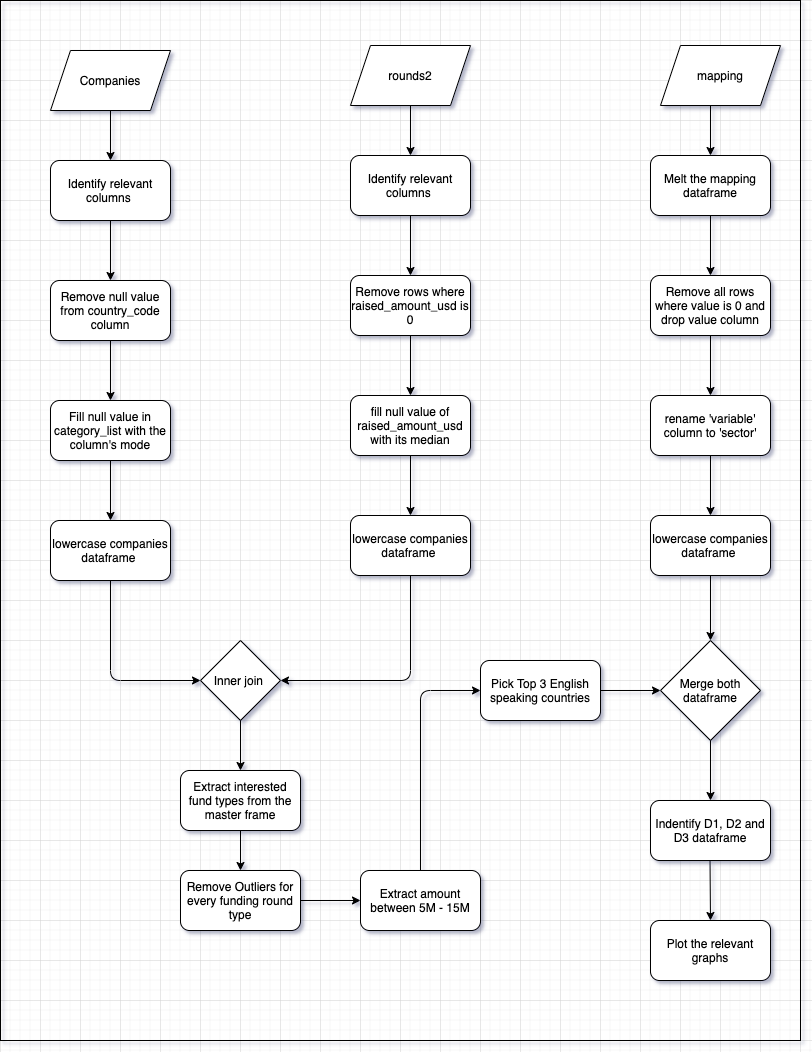 Companies
rounds2
mapping
Identify relevant
columns
Identify relevant
columns
Melt the mapping
dataframe
Remove null value
from country_code
column
Remove rows where
raised_amount_usd is
0
Remove all rows
where value is 0 and
drop value column
Fill null value in
category_list with the
column's mode
fill null value of
raised_amount_usd
with its median
rename 'variable'
column to 'sector'
lowercase companies
dataframe
lowercase companies
dataframe
lowercase companies
dataframe
Inner join
Pick Top 3 English
speaking countries
Merge both
dataframe
Extract interested
fund types from the
master frame
Remove Outliers for
every funding round
type
Extract amount
between 5M - 15M
Indentify D1, D2 and
D3 dataframe
Plot the relevant
graphs